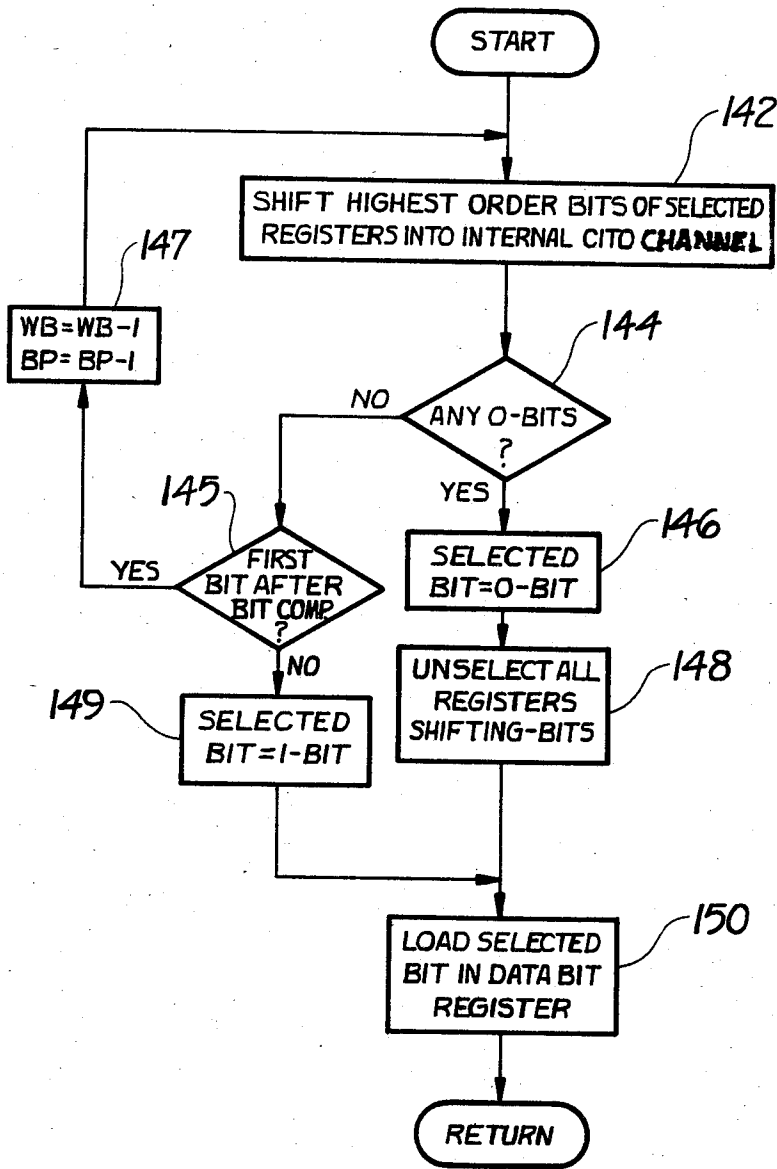 START
142
SHIFT HIGHEST ORDER BITS OF SELECTED
REGISTERS INTO INTERNAL CITO CHANNEL
147
WB=WB-1
BP=BP-1
144
ANY 0-BITS
?
NO
YES
145
FIRST
BIT AFTER
BIT COMP.
?
YES
NO
146
SELECTED
BIT=0-BIT
148
UNSELECT ALL
REGISTERS
SHIFTING-BITS
149
SELECTED
BIT=1-BIT
150
LOAD SELECTED
BIT IN DATA BIT
REGISTER
RETURN